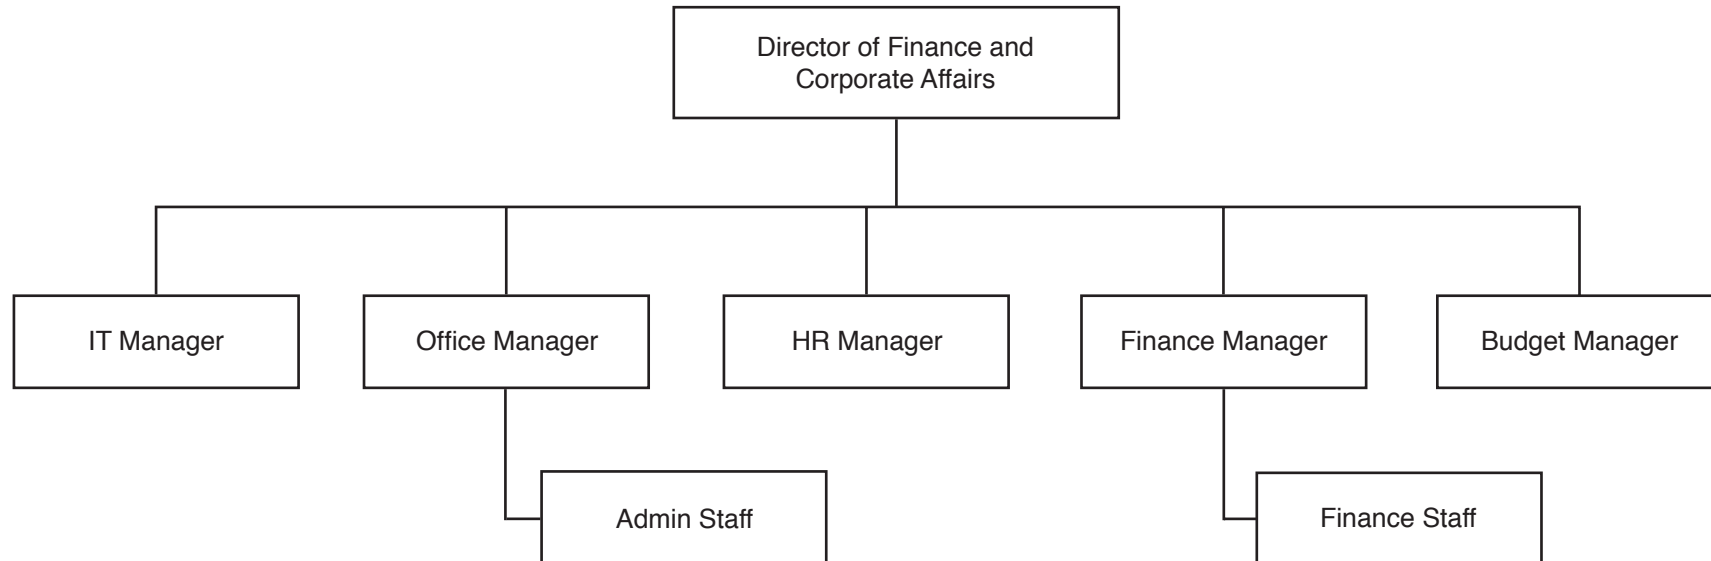 Director of Finance and
Corporate Affairs
IT Manager
Office Manager
HR Manager
Finance Manager
Budget Manager
Admin Staff
Finance Staff